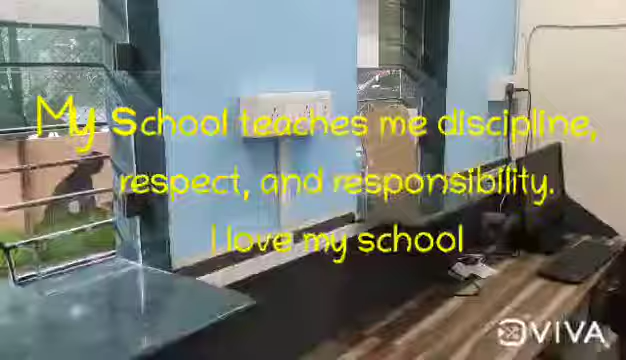 My School teaches me discipline,
respect, and responsibility.
I love my school
VIVA